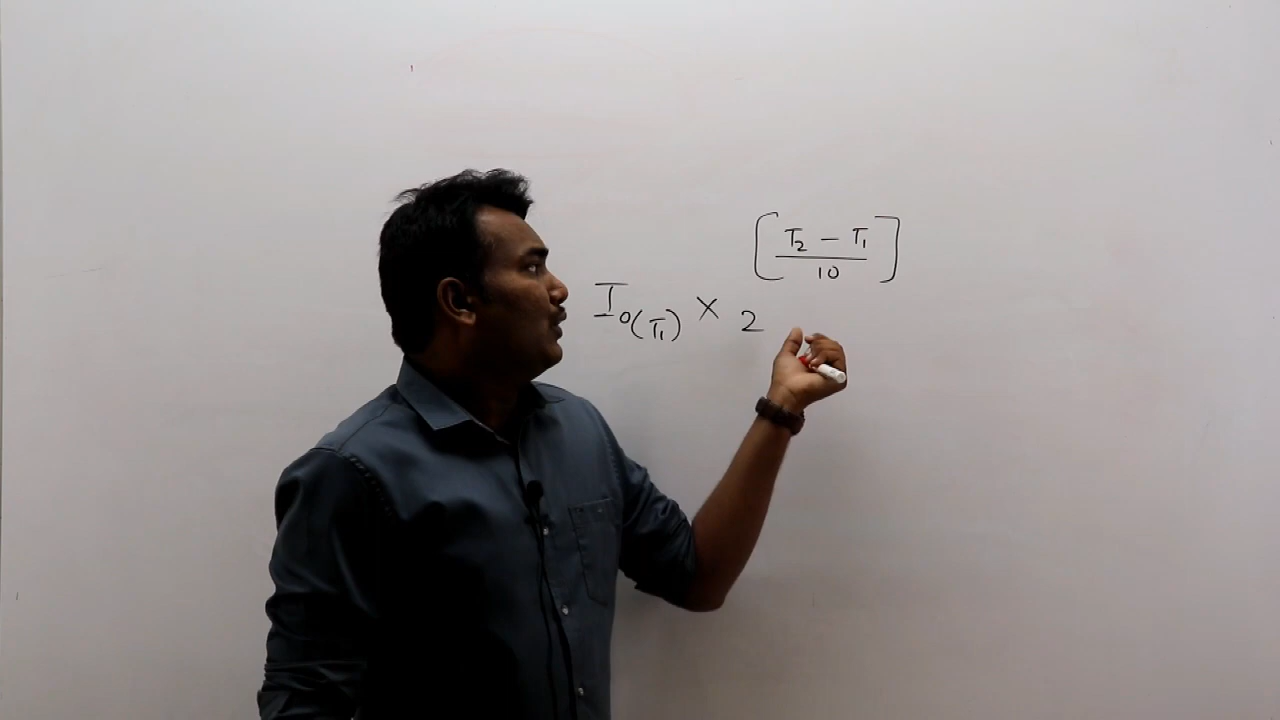 I₀(T₁) × 2^[(T₂ − T₁)/10]